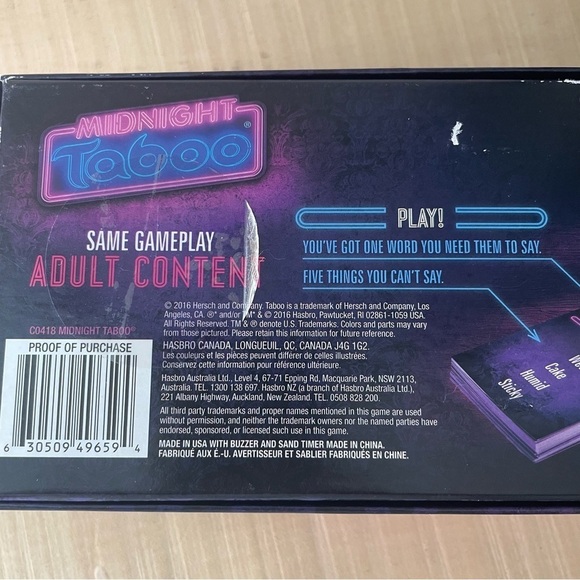 MIDNIGHT
Taboo®
SAME GAMEPLAY
ADULT CONTENT
PLAY!
YOU'VE GOT ONE WORD YOU NEED THEM TO SAY.
FIVE THINGS YOU CAN'T SAY.
© 2016 Hersch and Company. Taboo is a trademark of Hersch and Company, Los
Angeles, CA. ®* and/or ™* & © 2016 Hasbro, Pawtucket, RI 02861-1059 USA.
All Rights Reserved. TM & ® denote U.S. Trademarks. Colors and parts may vary
from those pictured. Please retain this information for future reference.
HASBRO CANADA, LONGUEUIL, QC, CANADA J4G 1G2.
Les couleurs et les pièces peuvent différer de celles illustrées.
Conservez cette information pour référence ultérieure.
Hasbro Australia Ltd., Level 4, 67-71 Epping Rd, Macquarie Park, NSW 2113,
Australia. TEL. 1300 138 697. Hasbro NZ (a branch of Hasbro Australia Ltd.),
221 Albany Highway, Auckland, New Zealand. TEL. 0508 828 200.
All third party trademarks and proper names mentioned in this game are used
without permission, and neither the trademark owners nor the named parties have
endorsed, sponsored, or licensed such use in this game.
MADE IN USA WITH BUZZER AND SAND TIMER MADE IN CHINA.
FABRIQUÉ AUX É.-U. AVERTISSEUR ET SABLIER FABRIQUÉS EN CHINE.
C0418 MIDNIGHT TABOO®
PROOF OF PURCHASE
6 30509 49659 4
Cake
Humid
Sticky